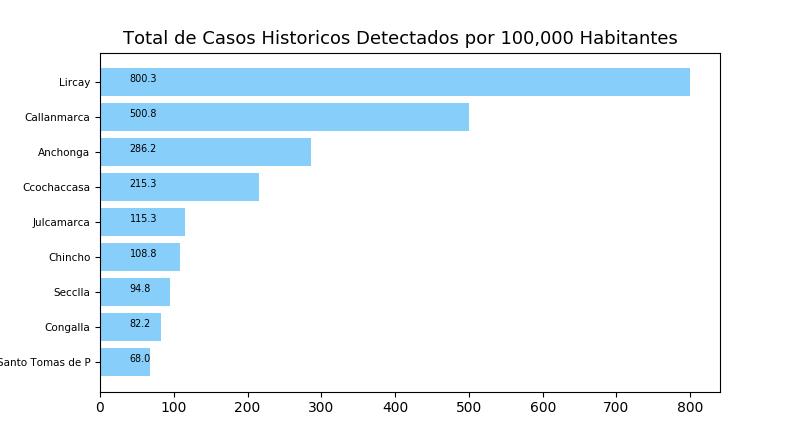 Total de Casos Historicos Detectados por 100,000 Habitantes
Lircay 800.3
Callanmarca 500.8
Anchonga 286.2
Ccochaccasa 215.3
Julcamarca 115.3
Chincho 108.8
Secclla 94.8
Congalla 82.2
Santo Tomas de P 68.0
0 100 200 300 400 500 600 700 800